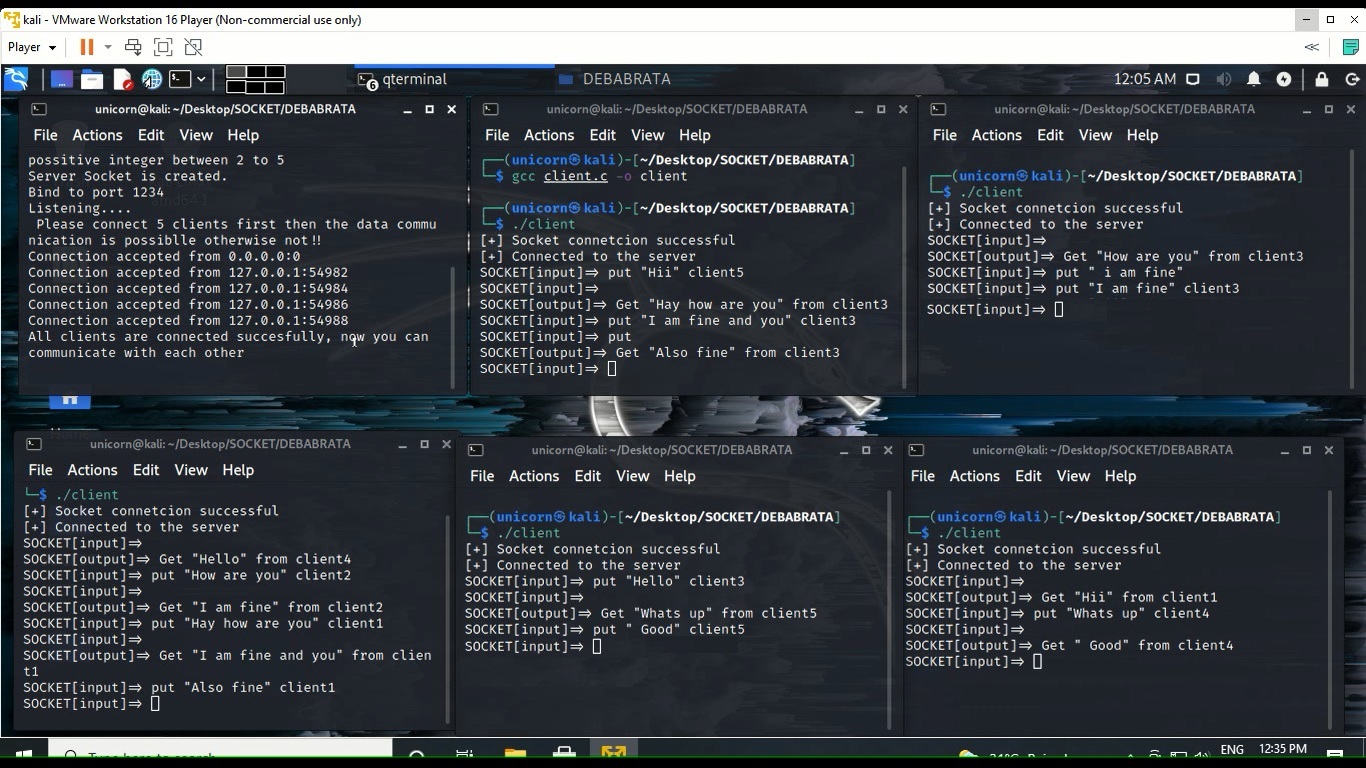 kali - VMware Workstation 16 Player (Non-commercial use only)
Player
qterminal
6
DEBABRATA
12:05 AM
unicorn@kali: ~/Desktop/SOCKET/DEBABRATA
File Actions Edit View Help
possitive integer between 2 to 5
Server Socket is created.
Bind to port 1234
Listening....
Please connect 5 clients first then the data commu
nication is possiblle otherwise not!!
Connection accepted from 0.0.0.0:0
Connection accepted from 127.0.0.1:54982
Connection accepted from 127.0.0.1:54984
Connection accepted from 127.0.0.1:54986
Connection accepted from 127.0.0.1:54988
All clients are connected succesfully, now you can
communicate with each other
unicorn@kali: ~/Desktop/SOCKET/DEBABRATA
File Actions Edit View Help
┌──(unicorn㉿kali)-[~/Desktop/SOCKET/DEBABRATA]
└─$ gcc client.c -o client
┌──(unicorn㉿kali)-[~/Desktop/SOCKET/DEBABRATA]
└─$ ./client
[+] Socket connetcion successful
[+] Connected to the server
SOCKET[input]=> put "Hii" client5
SOCKET[input]=>
SOCKET[output]=> Get "Hay how are you" from client3
SOCKET[input]=> put "I am fine and you" client3
SOCKET[input]=> put
SOCKET[output]=> Get "Also fine" from client3
SOCKET[input]=>
unicorn@kali: ~/Desktop/SOCKET/DEBABRATA
File Actions Edit View Help
┌──(unicorn㉿kali)-[~/Desktop/SOCKET/DEBABRATA]
└─$ ./client
[+] Socket connetcion successful
[+] Connected to the server
SOCKET[input]=>
SOCKET[output]=> Get "How are you" from client3
SOCKET[input]=> put " i am fine"
SOCKET[input]=> put "I am fine" client3
SOCKET[input]=>
unicorn@kali: ~/Desktop/SOCKET/DEBABRATA
File Actions Edit View Help
└─$ ./client
[+] Socket connetcion successful
[+] Connected to the server
SOCKET[input]=>
SOCKET[output]=> Get "Hello" from client4
SOCKET[input]=> put "How are you" client2
SOCKET[input]=>
SOCKET[output]=> Get "I am fine" from client2
SOCKET[input]=> put "Hay how are you" client1
SOCKET[input]=>
SOCKET[output]=> Get "I am fine and you" from clien
t1
SOCKET[input]=> put "Also fine" client1
SOCKET[input]=>
unicorn@kali: ~/Desktop/SOCKET/DEBABRATA
File Actions Edit View Help
┌──(unicorn㉿kali)-[~/Desktop/SOCKET/DEBABRATA]
└─$ ./client
[+] Socket connetcion successful
[+] Connected to the server
SOCKET[input]=> put "Hello" client3
SOCKET[input]=>
SOCKET[output]=> Get "Whats up" from client5
SOCKET[input]=> put " Good" client5
SOCKET[input]=>
unicorn@kali: ~/Desktop/SOCKET/DEBABRATA
File Actions Edit View Help
┌──(unicorn㉿kali)-[~/Desktop/SOCKET/DEBABRATA]
└─$ ./client
[+] Socket connetcion successful
[+] Connected to the server
SOCKET[input]=>
SOCKET[output]=> Get "Hii" from client1
SOCKET[input]=> put "Whats up" client4
SOCKET[input]=>
SOCKET[output]=> Get " Good" from client4
SOCKET[input]=>
Type here to search
ENG
12:35 PM